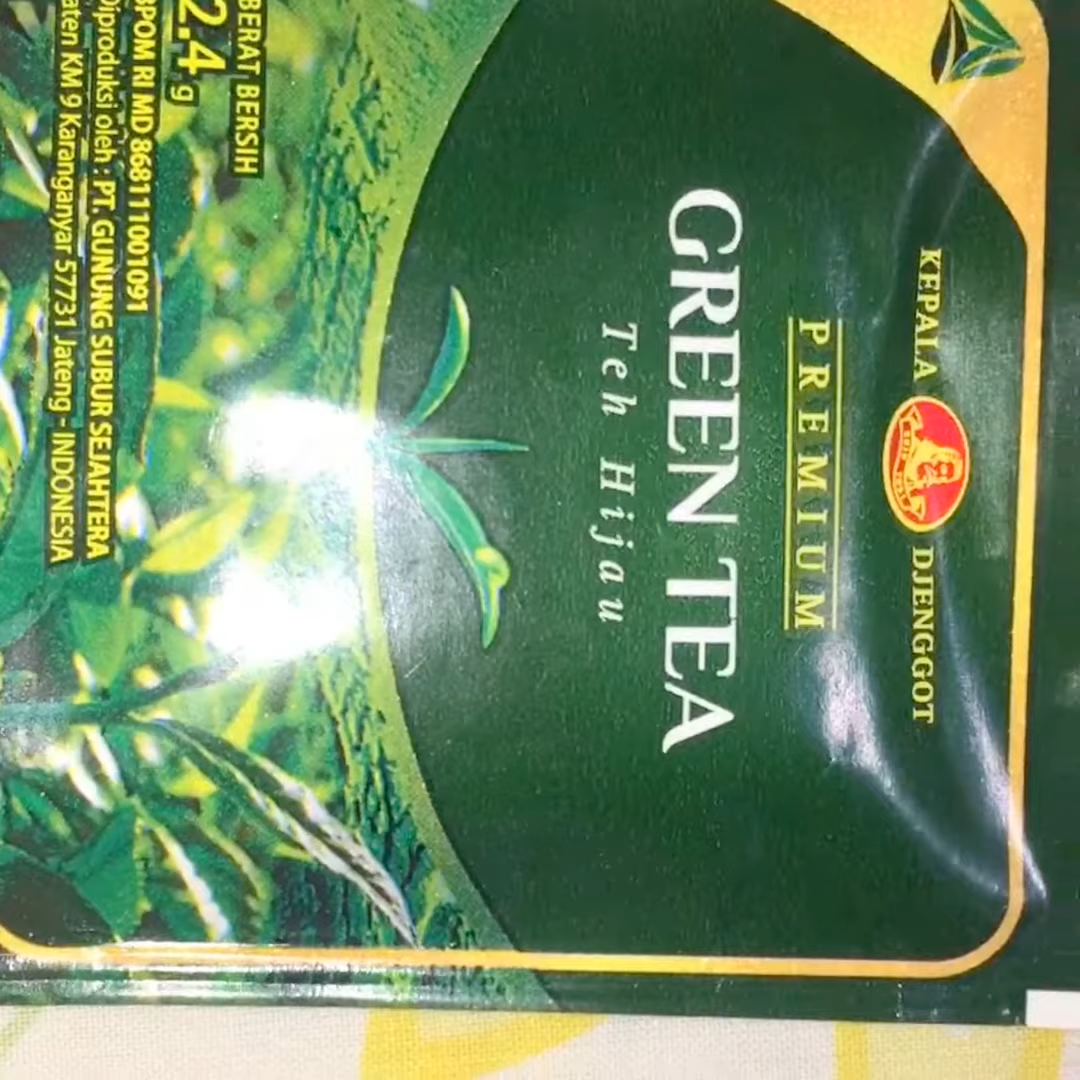 KEPALA DJENGGOT
PREMIUM
GREEN TEA
Teh Hijau
BERAT BERSIH
2.4 g
BPOM RI MD 868111001091
Diproduksi oleh : PT. GUNUNG SUBUR SEJAHTERA
KM 9 Karanganyar 57731 Jateng - INDONESIA